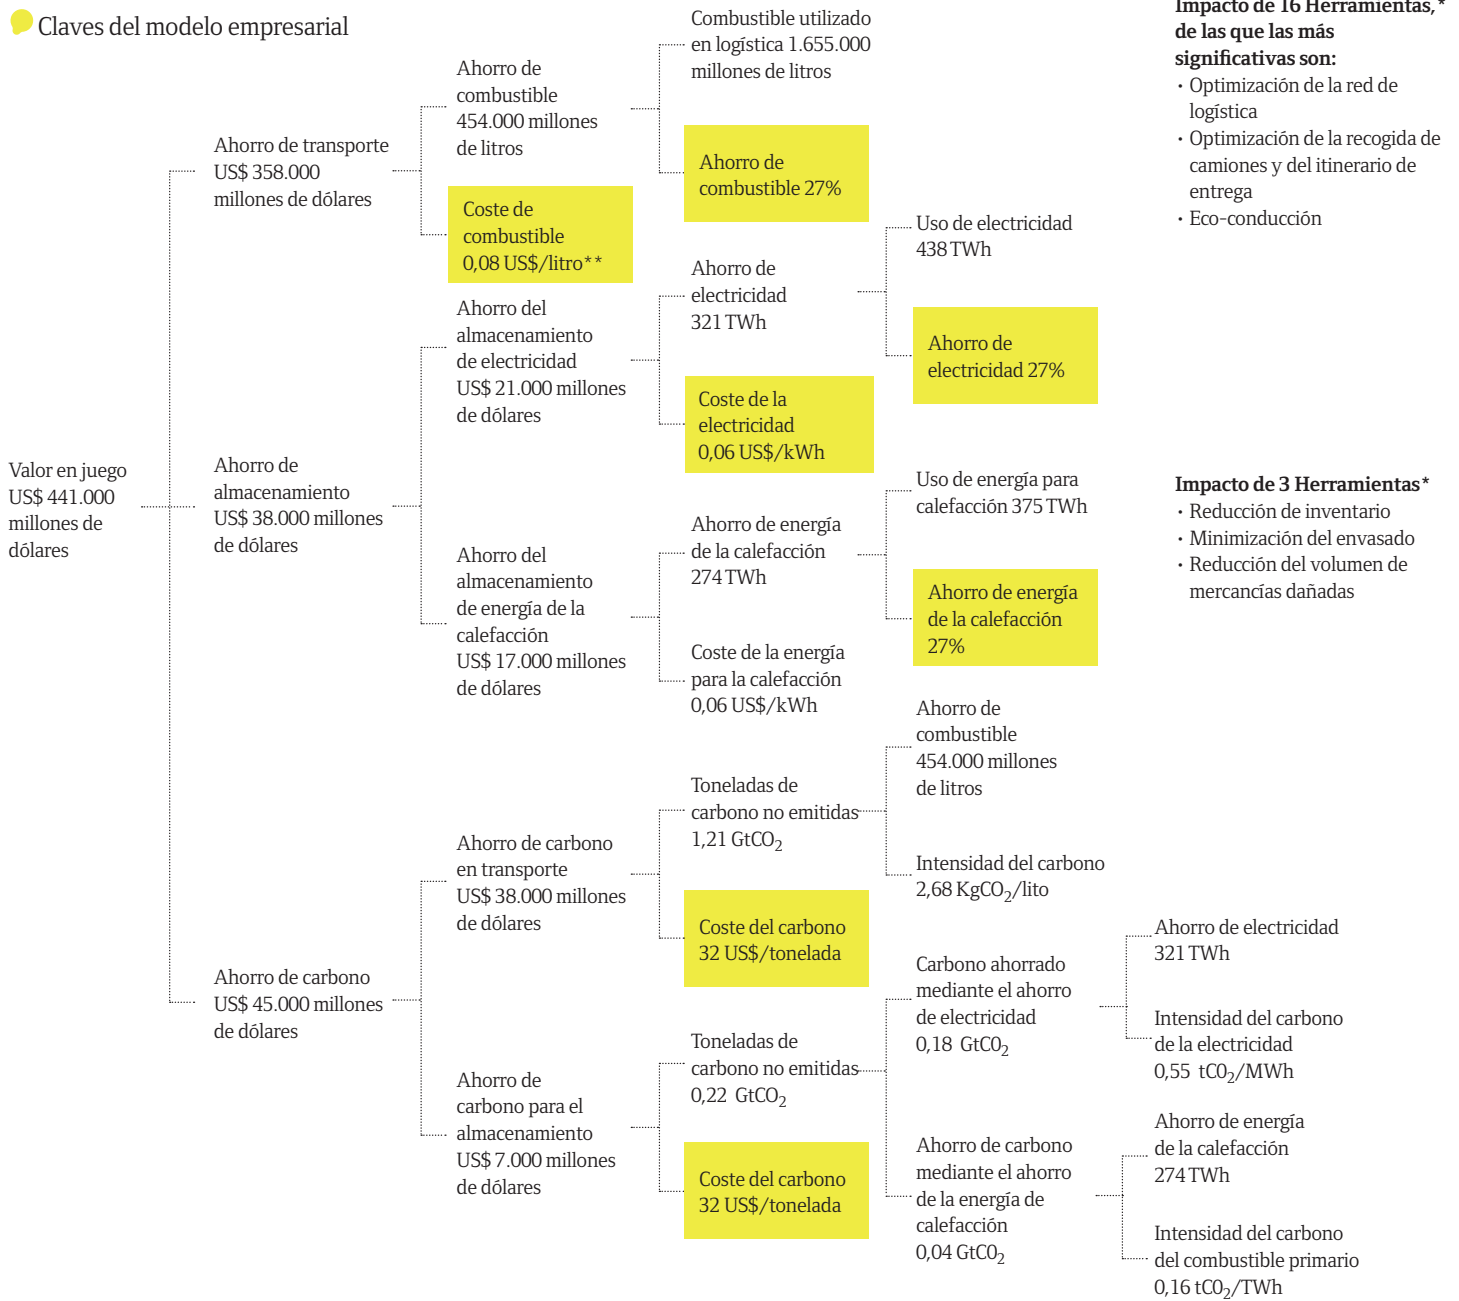 Claves del modelo empresarial
Valor en juego
US$ 441.000
millones de
dólares
Ahorro de transporte
US$ 358.000
millones de dólares
Ahorro de
almacenamiento
US$ 38.000 millones
de dólares
Ahorro de carbono
US$ 45.000 millones
de dólares
Ahorro de
combustible
454.000 millones
de litros
Coste de
combustible
0,08 US$/litro**
Ahorro del
almacenamiento
de electricidad
US$ 21.000 millones
de dólares
Ahorro del
almacenamiento
de energía de la
calefacción
US$ 17.000 millones
de dólares
Ahorro de carbono
en transporte
US$ 38.000 millones
de dólares
Ahorro de
carbono para el
almacenamiento
US$ 7.000 millones
de dólares
Combustible utilizado
en logística 1.655.000
millones de litros
Ahorro de
combustible 27%
Ahorro de
electricidad
321 TWh
Coste de la
electricidad
0,06 US$/kWh
Ahorro de energía
de la calefacción
274 TWh
Coste de la energía
para la calefacción
0,06 US$/kWh
Toneladas de
carbono no emitidas
1,21 GtCO2
Coste del carbono
32 US$/tonelada
Toneladas de
carbono no emitidas
0,22 GtCO2
Coste del carbono
32 US$/tonelada
Uso de electricidad
438 TWh
Ahorro de
electricidad 27%
Uso de energía para
calefacción 375 TWh
Ahorro de energía
de la calefacción
27%
Ahorro de
combustible
454.000 millones
de litros
Intensidad del carbono
2,68 KgCO2/lito
Carbono ahorrado
mediante el ahorro
de electricidad
0,18 GtC02
Ahorro de carbono
mediante el ahorro
de la energía de
calefacción
0,04 GtC02
Ahorro de electricidad
321 TWh
Intensidad del carbono
de la electricidad
0,55 tC02/MWh
Ahorro de energía
de la calefacción
274 TWh
Intensidad del carbono
del combustible primario
0,16 tC02/TWh
Impacto de 16 Herramientas,*
de las que las más
significativas son:
· Optimización de la red de
logística
· Optimización de la recogida de
camiones y del itinerario de
entrega
· Eco-conducción
Impacto de 3 Herramientas*
· Reducción de inventario
· Minimización del envasado
· Reducción del volumen de
mercancías dañadas